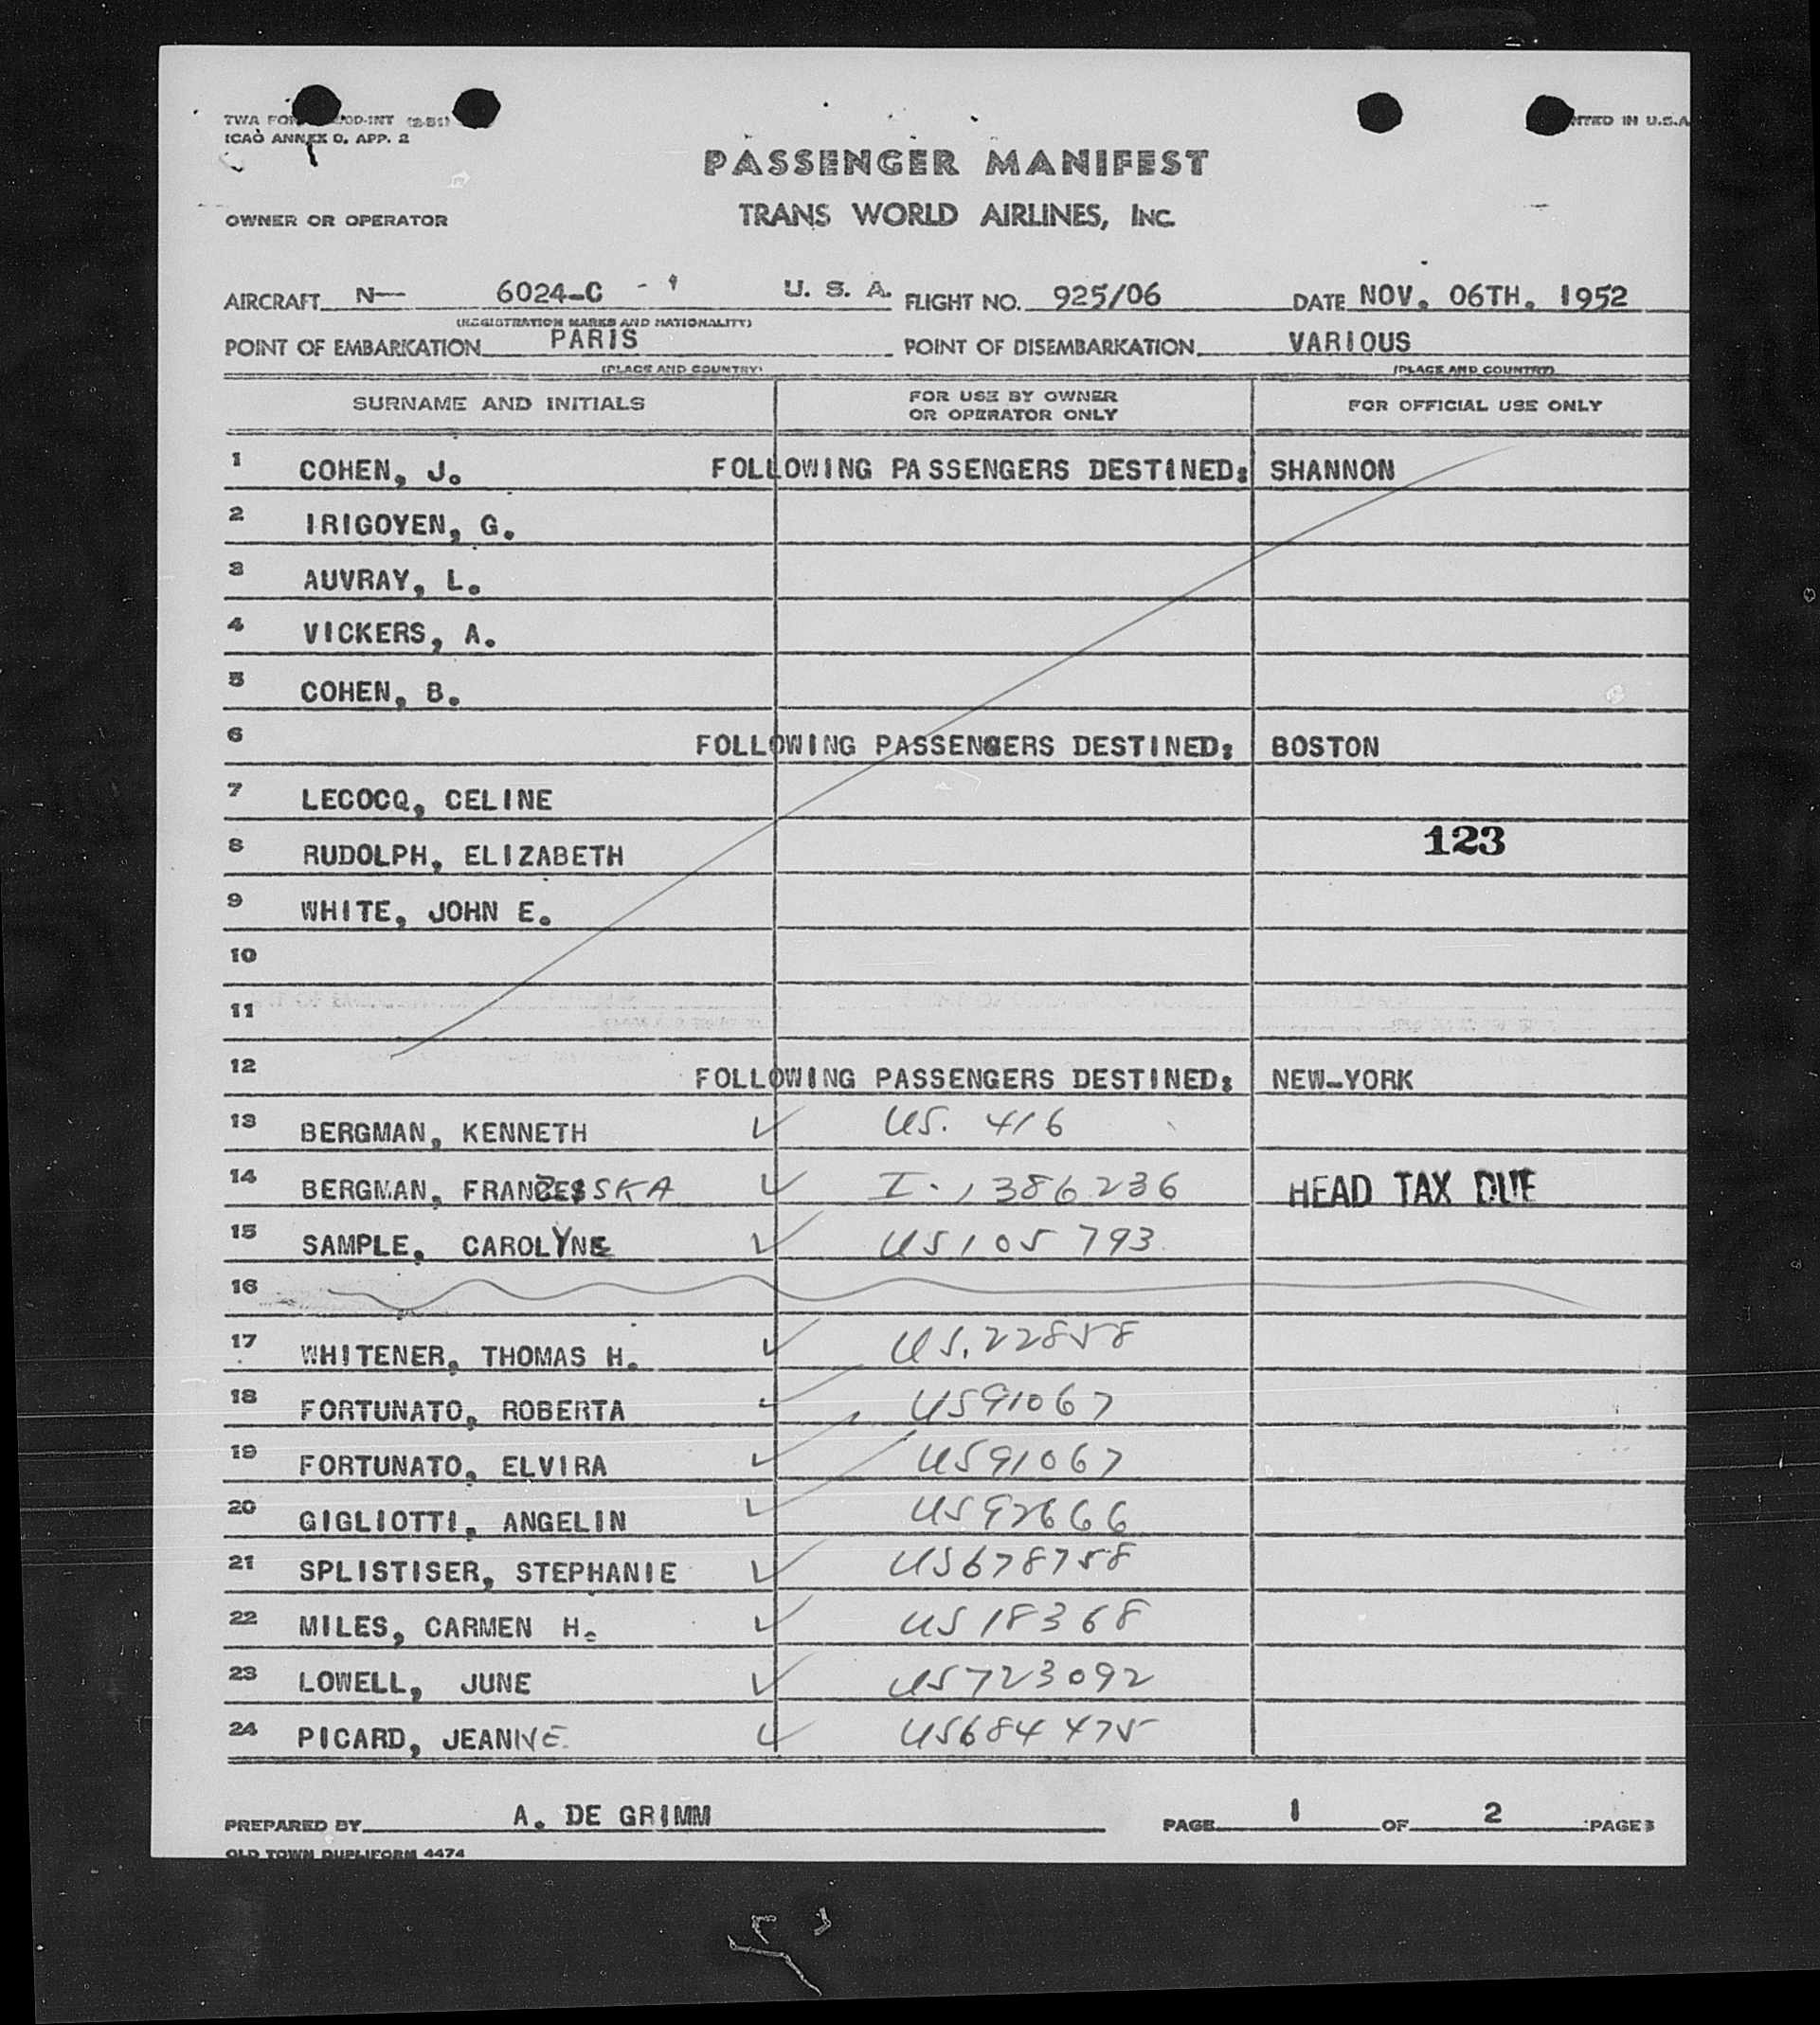 ICAO ANNEX 9, APP. 2
PASSENGER MANIFEST
OWNER OR OPERATOR TRANS WORLD AIRLINES, INC.
AIRCRAFT N— 6024-C U. S. A. FLIGHT NO. 925/06 DATE NOV. 06TH. 1952
(REGISTRATION MARKS AND NATIONALITY)
POINT OF EMBARKATION PARIS POINT OF DISEMBARKATION VARIOUS
(PLACE AND COUNTRY) (PLACE AND COUNTRY)
SURNAME AND INITIALS FOR USE BY OWNER OR OPERATOR ONLY FOR OFFICIAL USE ONLY
1 COHEN, J. FOLLOWING PASSENGERS DESTINED: SHANNON
2 IRIGOYEN, G.
3 AUVRAY, L.
4 VICKERS, A.
5 COHEN, B.
6 FOLLOWING PASSENGERS DESTINED: BOSTON
7 LECOCQ, CELINE
8 RUDOLPH, ELIZABETH 123
9 WHITE, JOHN E.
10
11
12 FOLLOWING PASSENGERS DESTINED: NEW-YORK
13 BERGMAN, KENNETH ✓ US. 416
14 BERGMAN, FRANZISKA ✓ I. 1386236 HEAD TAX DUE
15 SAMPLE, CAROLYNE ✓ US 105 793
16
17 WHITENER, THOMAS H. ✓ US. 22858
18 FORTUNATO, ROBERTA ✓ US91067
19 FORTUNATO, ELVIRA ✓ US91067
20 GIGLIOTTI, ANGELIN ✓ US92666
21 SPLISTISER, STEPHANIE ✓ US678758
22 MILES, CARMEN H. ✓ US 18368
23 LOWELL, JUNE ✓ US723092
24 PICARD, JEANNE ✓ US684475
PREPARED BY A. DE GRIMM PAGE 1 OF 2 PAGES
OLD TOWN DUPLIFORM 4474